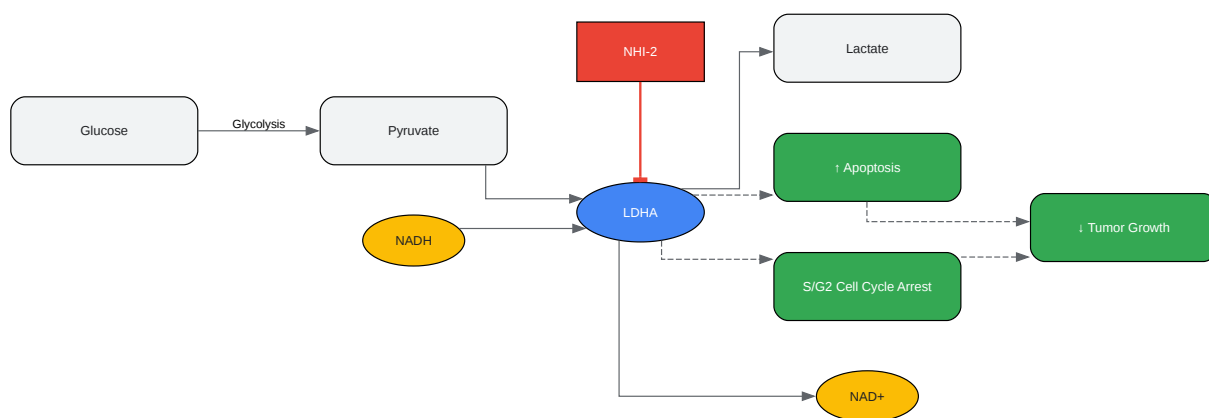 NHI-2
Lactate
Glucose
Glycolysis
Pyruvate
↑ Apoptosis
LDHA
NADH
↓ Tumor Growth
S/G2 Cell Cycle Arrest
NAD+